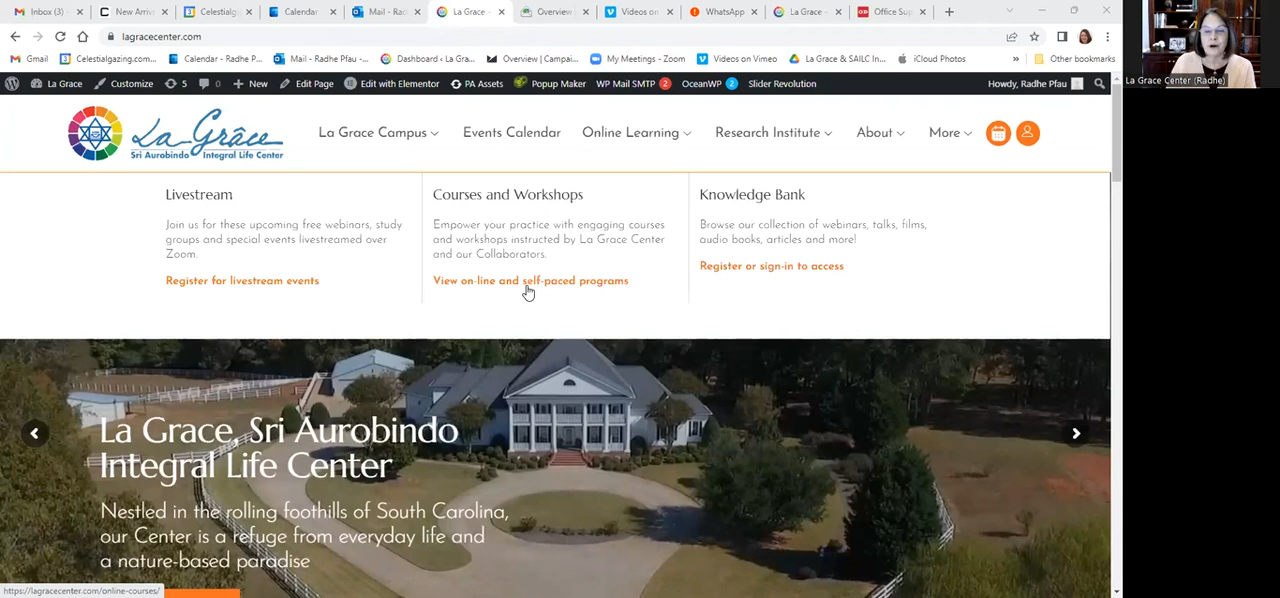 Inbox (3) -
New Arriv
Celestialg
Calendar
Mail - Rad
La Grace -
Overview
Videos on
WhatsApp
La Grace -
Office Sup
lagracecenter.com
Gmail
Celestialgazing.com...
Calendar - Radhe P...
Mail - Radhe Pfau -...
Dashboard ‹ La Gra...
Overview | Campai...
My Meetings - Zoom
Videos on Vimeo
La Grace & SAILC In...
iCloud Photos
»
Other bookmarks
La Grace
Customize
5
0
New
Edit Page
Edit with Elementor
PA Assets
Popup Maker
WP Mail SMTP 2
OceanWP 2
Slider Revolution
Howdy, Radhe Pfau
La Grace Center (Radhe)
La Grâce
Sri Aurobindo Integral Life Center
La Grace Campus
Events Calendar
Online Learning
Research Institute
About
More
Livestream
Join us for these upcoming free webinars, study
groups and special events livestreamed over
Zoom.
Register for livestream events
Courses and Workshops
Empower your practice with engaging courses
and workshops instructed by La Grace Center
and our Collaborators.
View on-line and self-paced programs
Knowledge Bank
Browse our collection of webinars, talks, films,
audio books, articles and more!
Register or sign-in to access
La Grace, Sri Aurobindo
Integral Life Center
Nestled in the rolling foothills of South Carolina,
our Center is a refuge from everyday life and
a nature-based paradise
https://lagracecenter.com/online-courses/